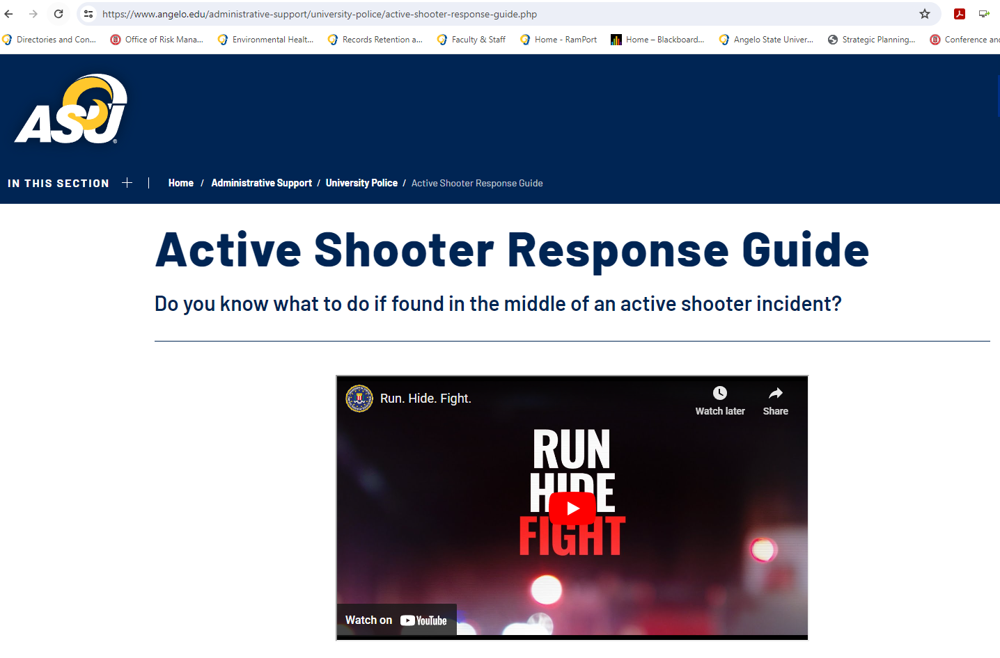 https://www.angelo.edu/administrative-support/university-police/active-shooter-response-guide.php
Directories and Con... Office of Risk Mana... Environmental Healt... Records Retention a... Faculty & Staff Home - RamPort Home – Blackboard... Angelo State Univer... Strategic Planning... Conference and
ASU®
IN THIS SECTION + | Home / Administrative Support / University Police / Active Shooter Response Guide
Active Shooter Response Guide
Do you know what to do if found in the middle of an active shooter incident?
Run. Hide. Fight.
Watch later Share
RUN
HIDE
FIGHT
Watch on YouTube